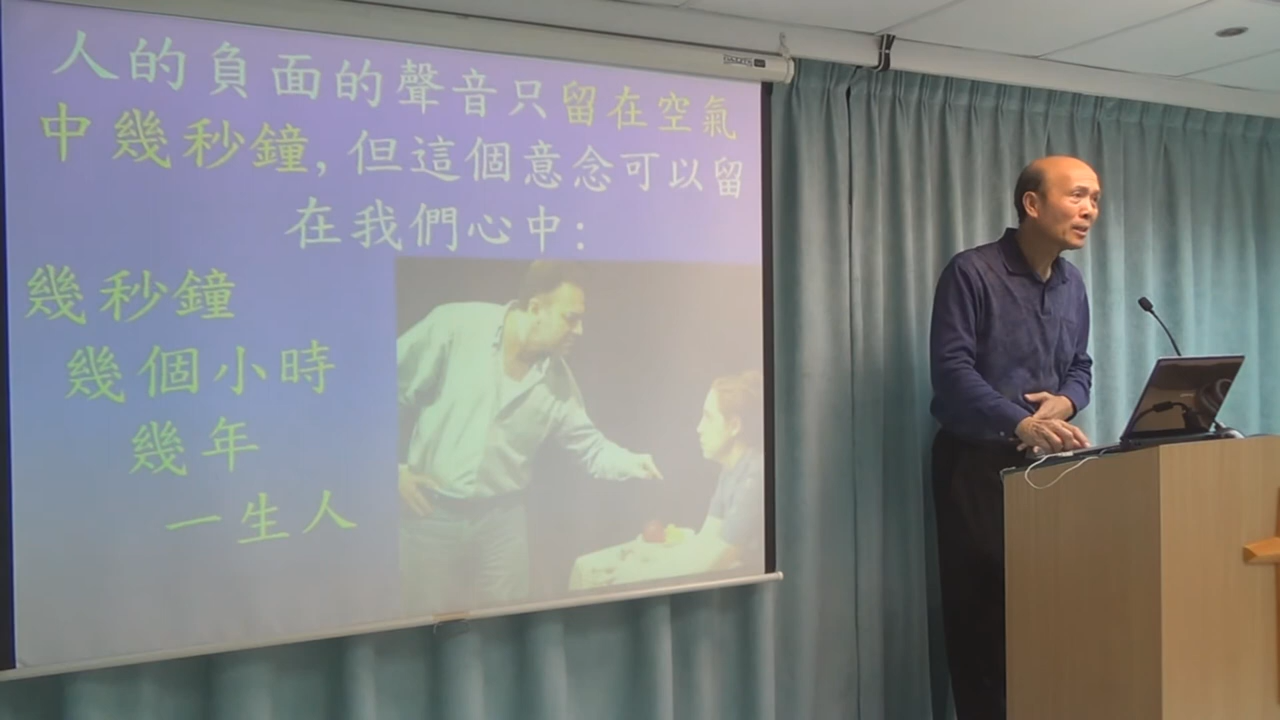 人的負面的聲音只留在空氣
中幾秒鐘,但這個意念可以留
在我們心中:
幾秒鐘
幾個小時
幾年
一生人